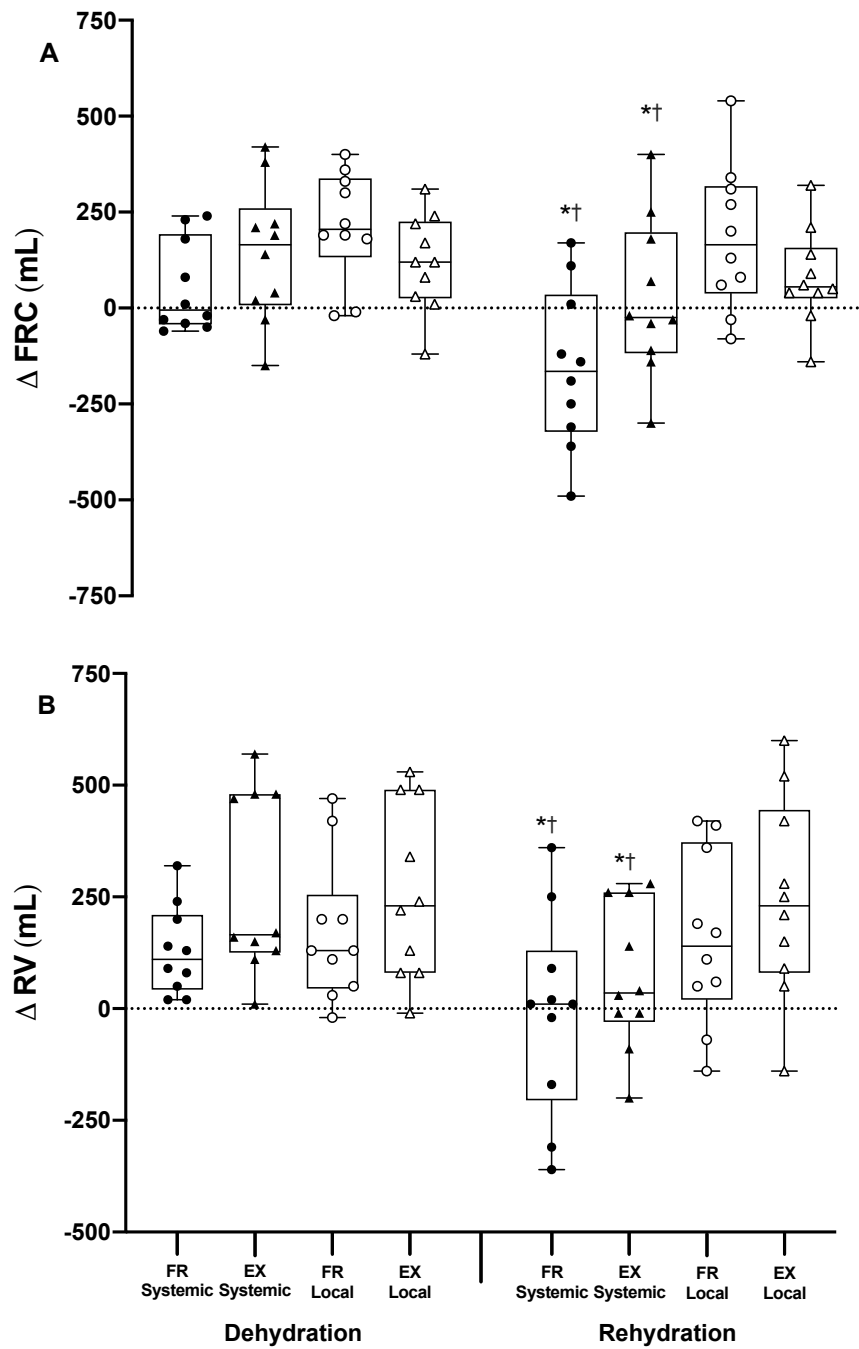 A
750
500
250
0
-250
-500
-750
Δ FRC (mL)
*†
*†
B
750
500
250
0
-250
-500
Δ RV (mL)
*†
*†
FR Systemic
EX Systemic
FR Local
EX Local
FR Systemic
EX Systemic
FR Local
EX Local
Dehydration
Rehydration